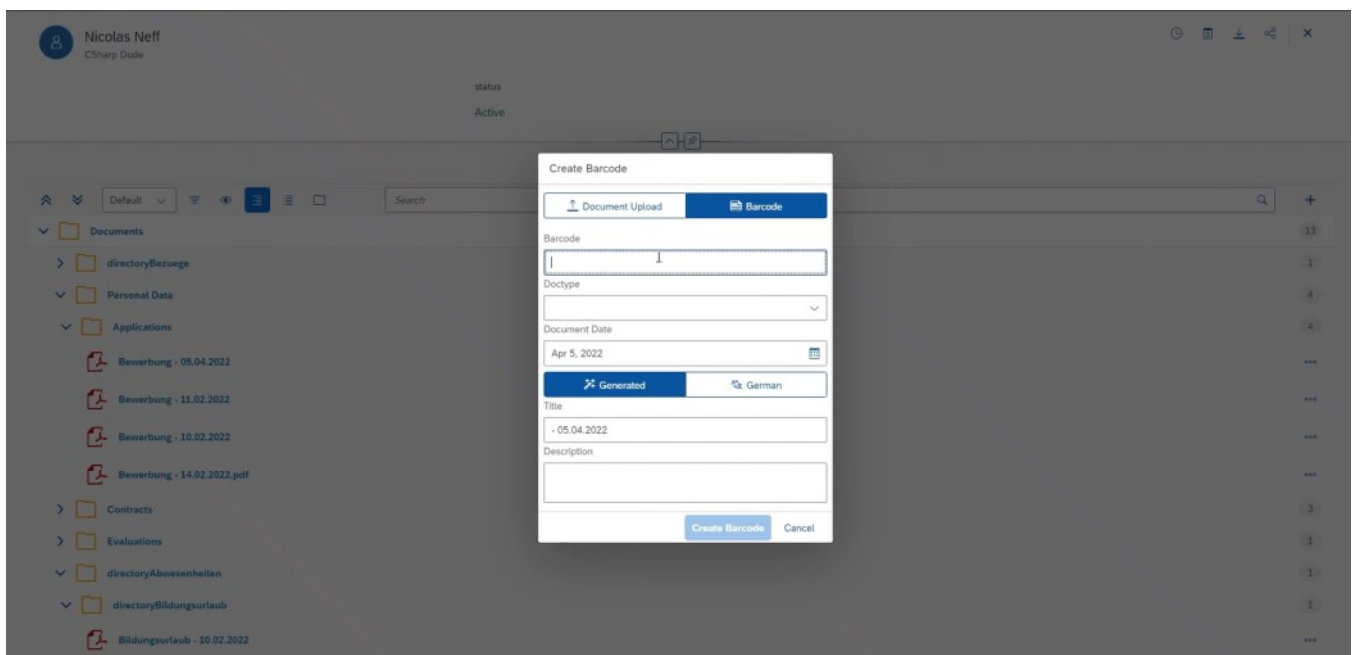 Nicolas Neff
CSharp Dude
status
Active
Default
Search
Documents
13
directoryBezuege
1
Personal Data
4
Applications
4
Bewerbung - 05.04.2022
Bewerbung - 11.02.2022
Bewerbung - 10.02.2022
Bewerbung - 14.02.2022.pdf
Contracts
3
Evaluations
1
directoryAbwesenheiten
1
directoryBildungsurlaub
1
Bildungsurlaub - 10.02.2022
Create Barcode
Document Upload
Barcode
Barcode
Doctype
Document Date
Apr 5, 2022
Generated
German
Title
- 05.04.2022
Description
Create Barcode
Cancel